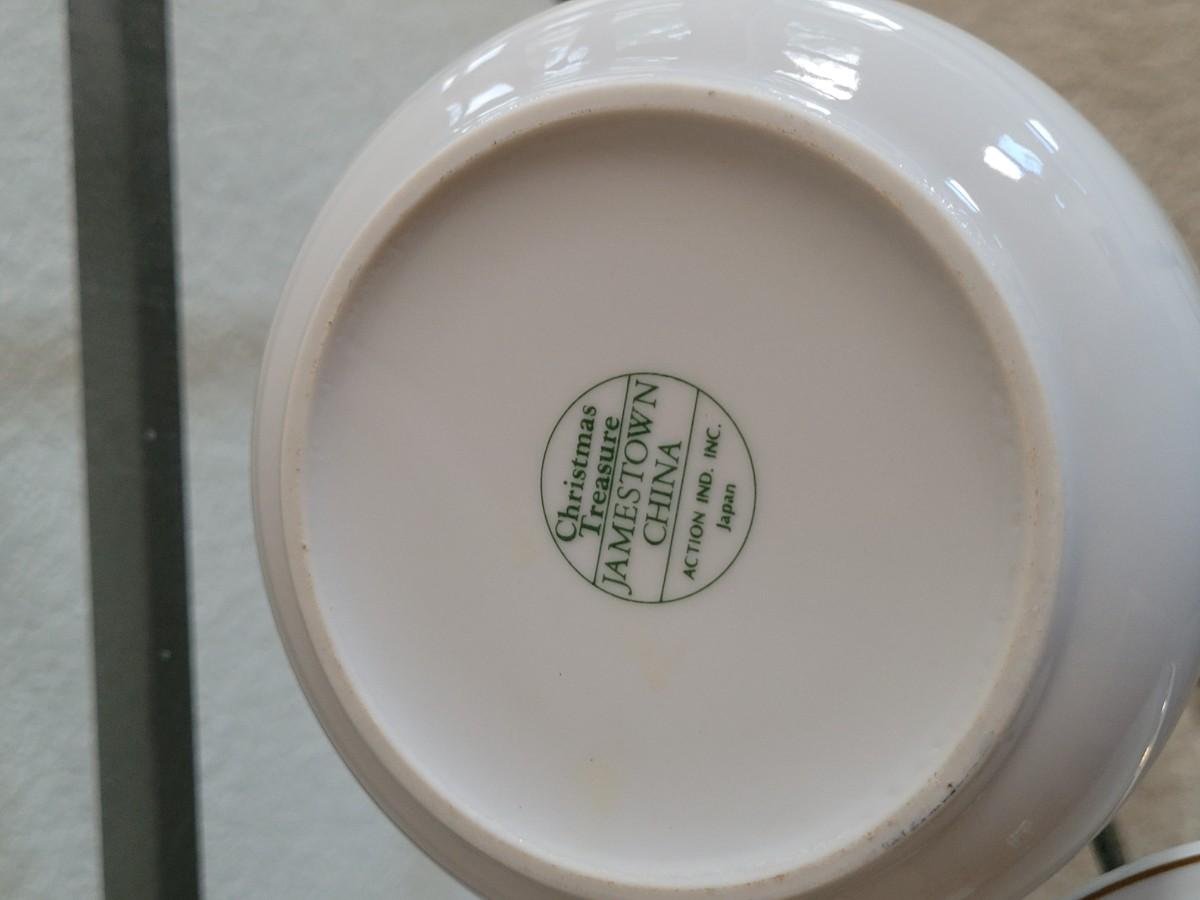 Christmas
Treasure
JAMESTOWN
CHINA
ACTION IND. INC.
Japan